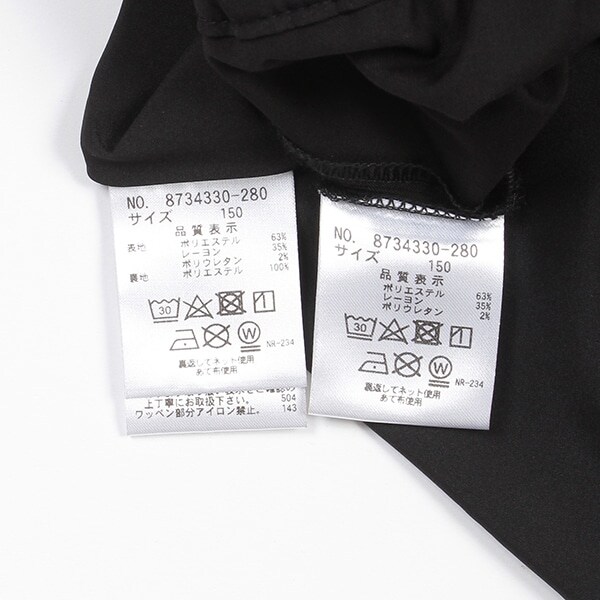 NO. 8734330-280
サイズ 150
品質表示
表地 ポリエステル 63%
レーヨン 35%
ポリウレタン 2%
裏地 ポリエステル 100%
30
W
NR-234
裏返してネット使用
あて布使用
上丁寧にお取扱下さい。 504
ワッペン部分アイロン禁止。 143
NO. 8734330-280
サイズ 150
品質表示
ポリエステル 63%
レーヨン 35%
ポリウレタン 2%
30
W
NR-234
裏返してネット使用
あて布使用